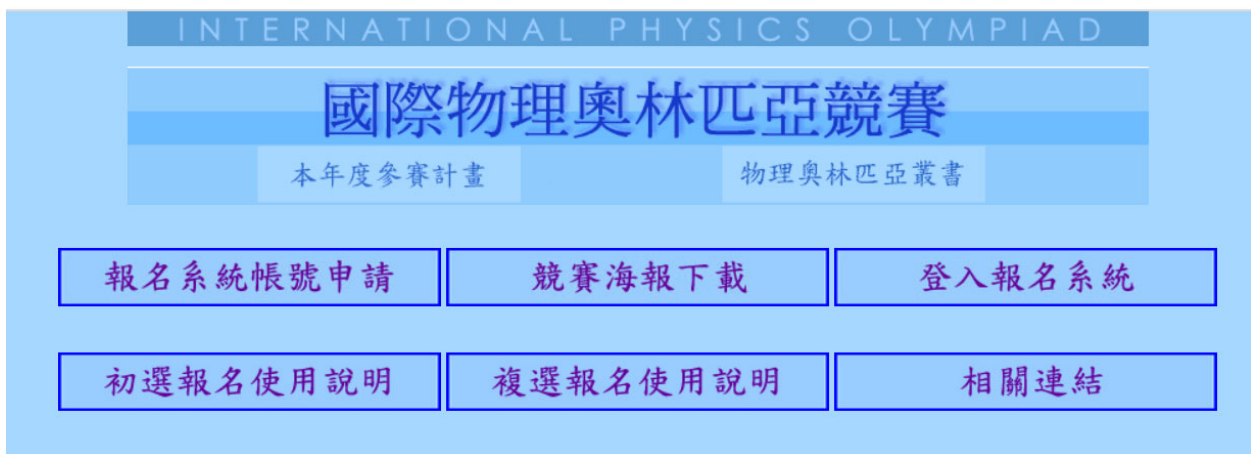 INTERNATIONAL PHYSICS OLYMPIAD
國際物理奧林匹亞競賽
本年度參賽計畫 物理奧林匹亞叢書
報名系統帳號申請 競賽海報下載 登入報名系統
初選報名使用說明 複選報名使用說明 相關連結